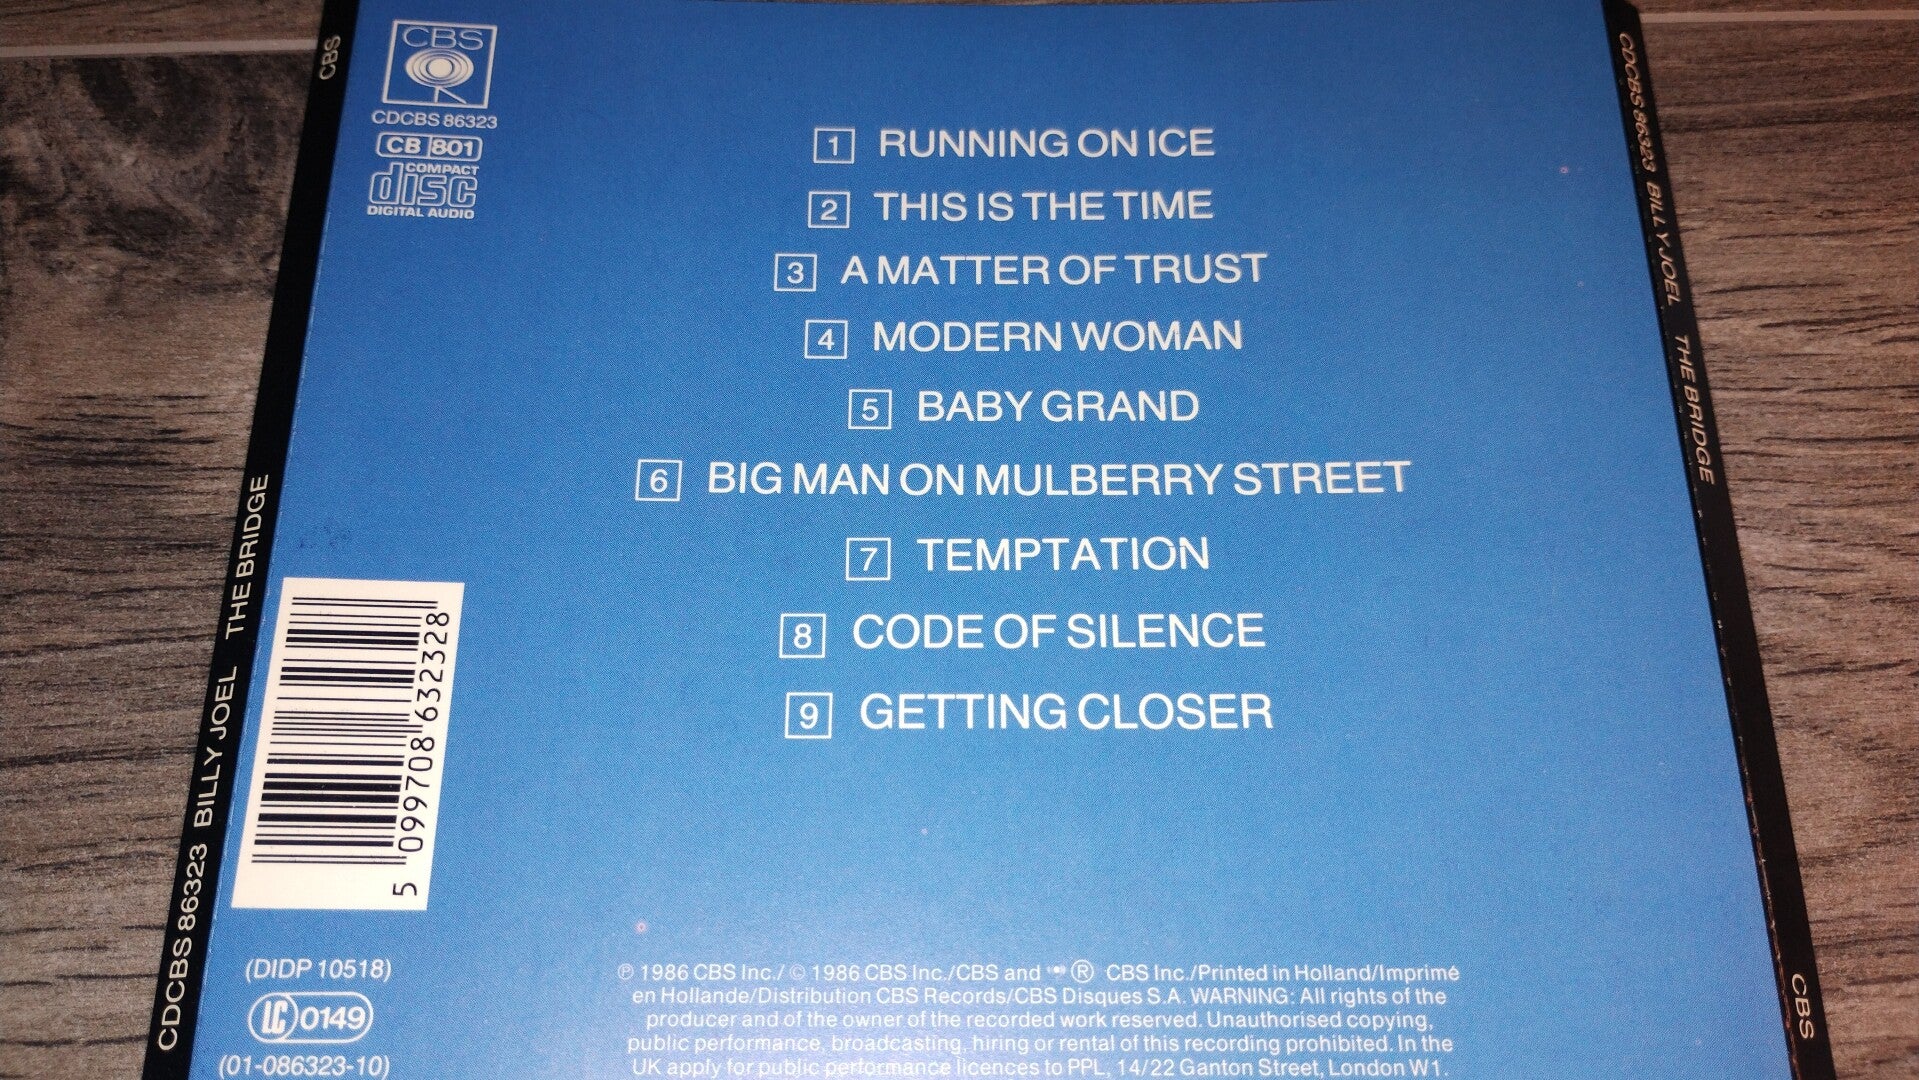 CBS
CBS
CDCBS 86323
CB 801
COMPACT
disc
DIGITAL AUDIO
1 RUNNING ON ICE
2 THIS IS THE TIME
3 A MATTER OF TRUST
4 MODERN WOMAN
5 BABY GRAND
6 BIG MAN ON MULBERRY STREET
7 TEMPTATION
8 CODE OF SILENCE
9 GETTING CLOSER
CDCBS 86323 BILLY JOEL THE BRIDGE
5 099708 632328
(DIDP 10518)
LC 0149
(01-086323-10)
℗ 1986 CBS Inc./ © 1986 CBS Inc./CBS and ® CBS Inc./Printed in Holland/Imprimé
en Hollande/Distribution CBS Records/CBS Disques S.A. WARNING: All rights of the
producer and of the owner of the recorded work reserved. Unauthorised copying,
public performance, broadcasting, hiring or rental of this recording prohibited. In the
UK apply for public performance licences to PPL, 14/22 Ganton Street, London W1.
CDCBS 86323 BILLY JOEL THE BRIDGE
CBS